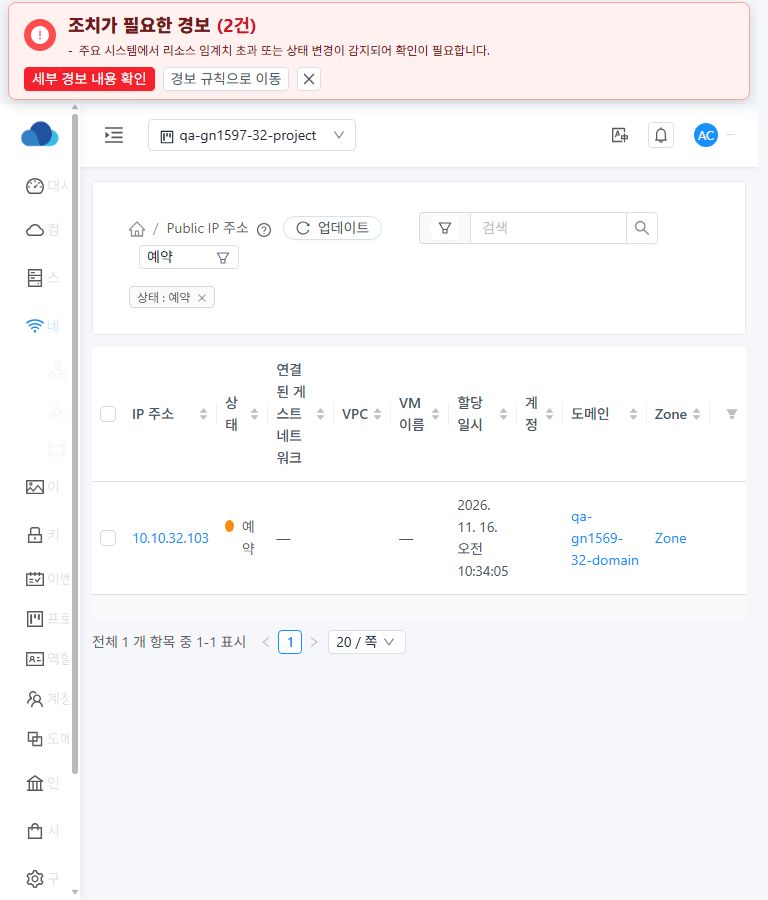 조치가 필요한 경보 (2건)
- 주요 시스템에서 리소스 임계치 초과 또는 상태 변경이 감지되어 확인이 필요합니다.
세부 경보 내용 확인
경보 규칙으로 이동
qa-gn1597-32-project
AC
대시
컴
스
네
이
키
이벤
프로
역할
계정
도메
인
서
구
/ Public IP 주소
업데이트
검색
예약
상태 : 예약
IP 주소
상태
연결된 게스트 네트워크
VPC
VM 이름
할당 일시
계정
도메인
Zone
10.10.32.103
예약
—
—
2026. 11. 16. 오전 10:34:05
qa-gn1569-32-domain
Zone
전체 1 개 항목 중 1-1 표시
1
20 / 쪽